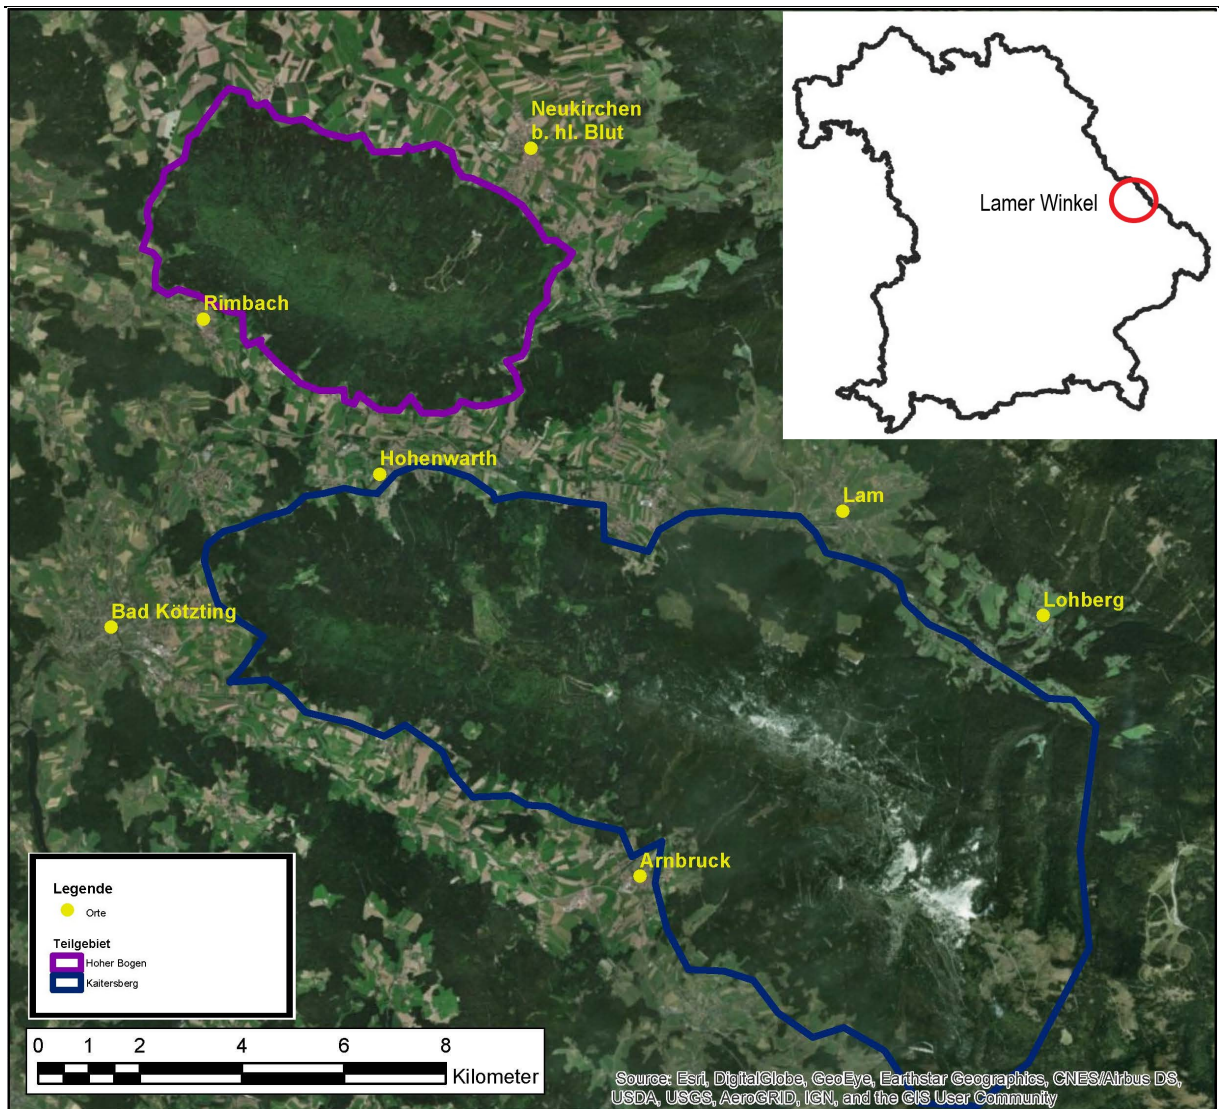 Neukirchen
b. hl. Blut
Lamer Winkel
Rimbach
Hohenwarth
Lam
Lohberg
Bad Kötzting
Arnbruck
Legende
Orte
Teilgebiet
Hoher Bogen
Kaitersberg
0 1 2 4 6 8
Kilometer
Source: Esri, DigitalGlobe, GeoEye, Earthstar Geographics, CNES/Airbus DS,
USDA, USGS, AeroGRID, IGN, and the GIS User Community